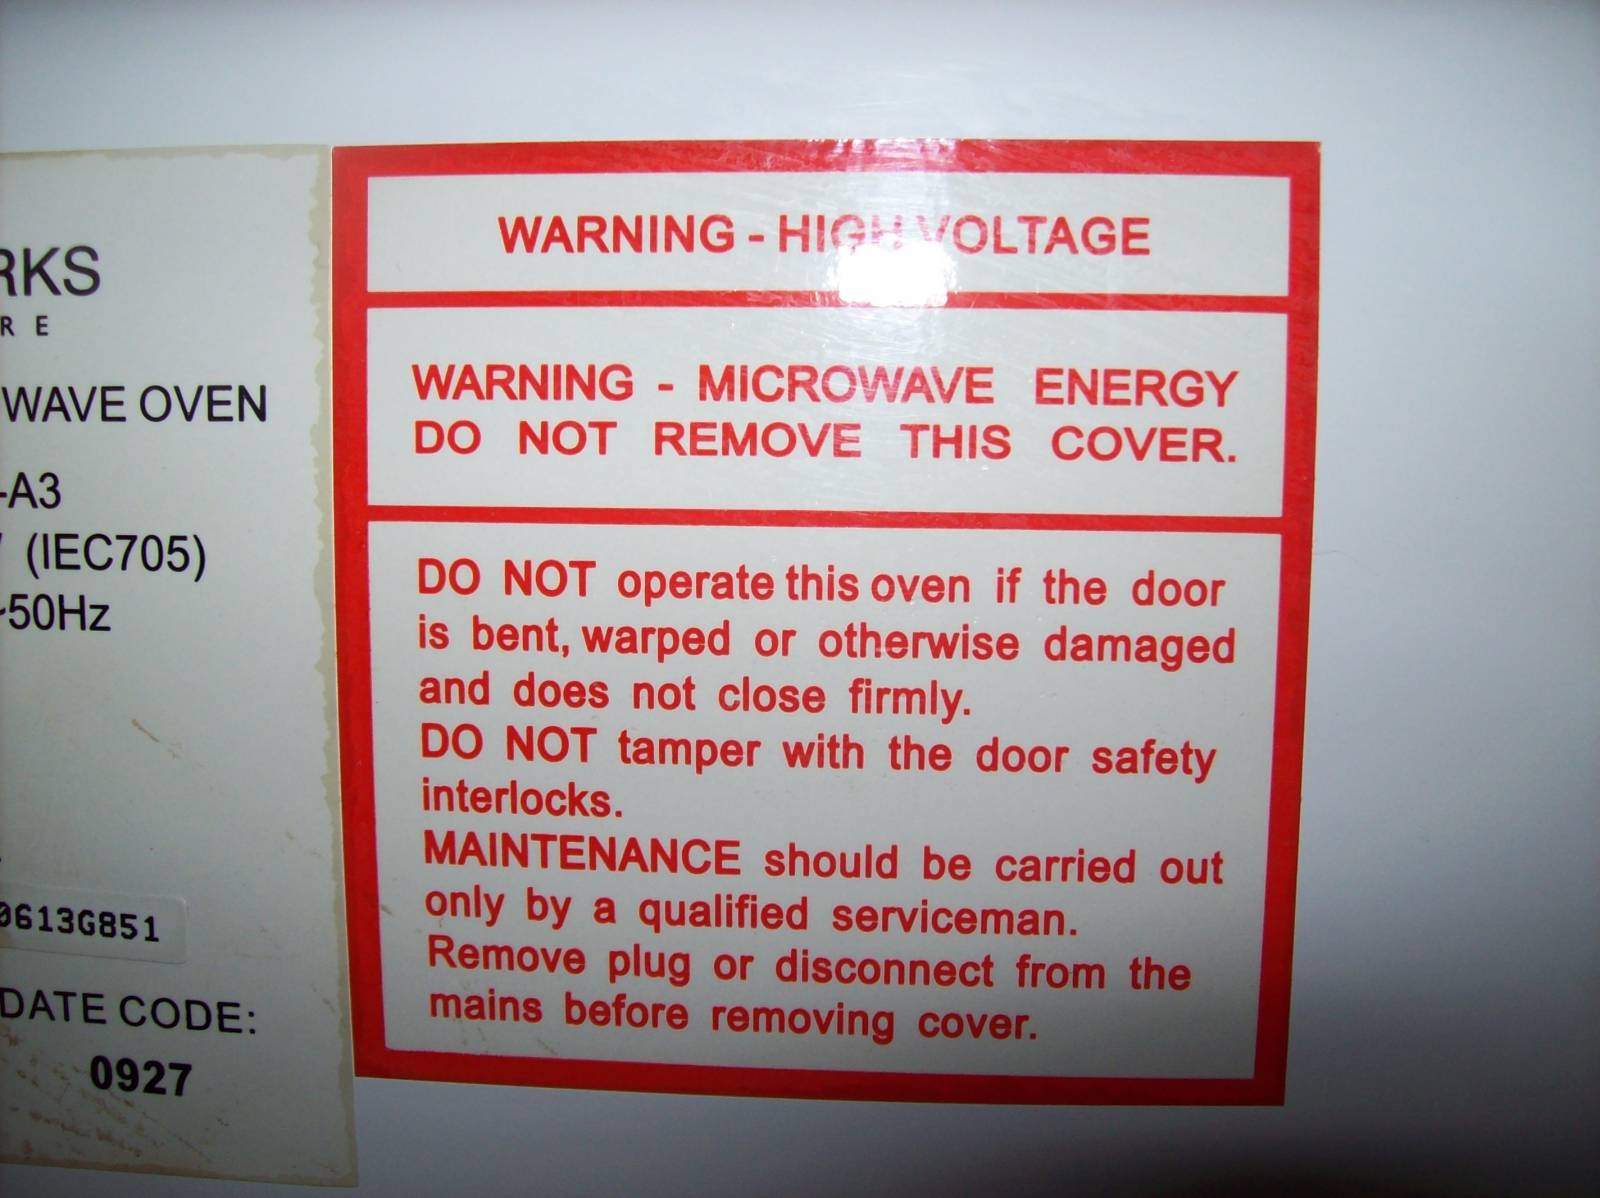 RKS
R E
WAVE OVEN
-A3
(IEC705)
~50Hz
0613G851
DATE CODE:
0927
WARNING - HIGH VOLTAGE
WARNING - MICROWAVE ENERGY
DO NOT REMOVE THIS COVER.
DO NOT operate this oven if the door
is bent, warped or otherwise damaged
and does not close firmly.
DO NOT tamper with the door safety
interlocks.
MAINTENANCE should be carried out
only by a qualified serviceman.
Remove plug or disconnect from the
mains before removing cover.